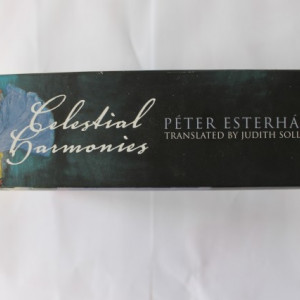 Celestial
Harmonies
PÉTER ESTERHÁ
TRANSLATED BY JUDITH SOLL